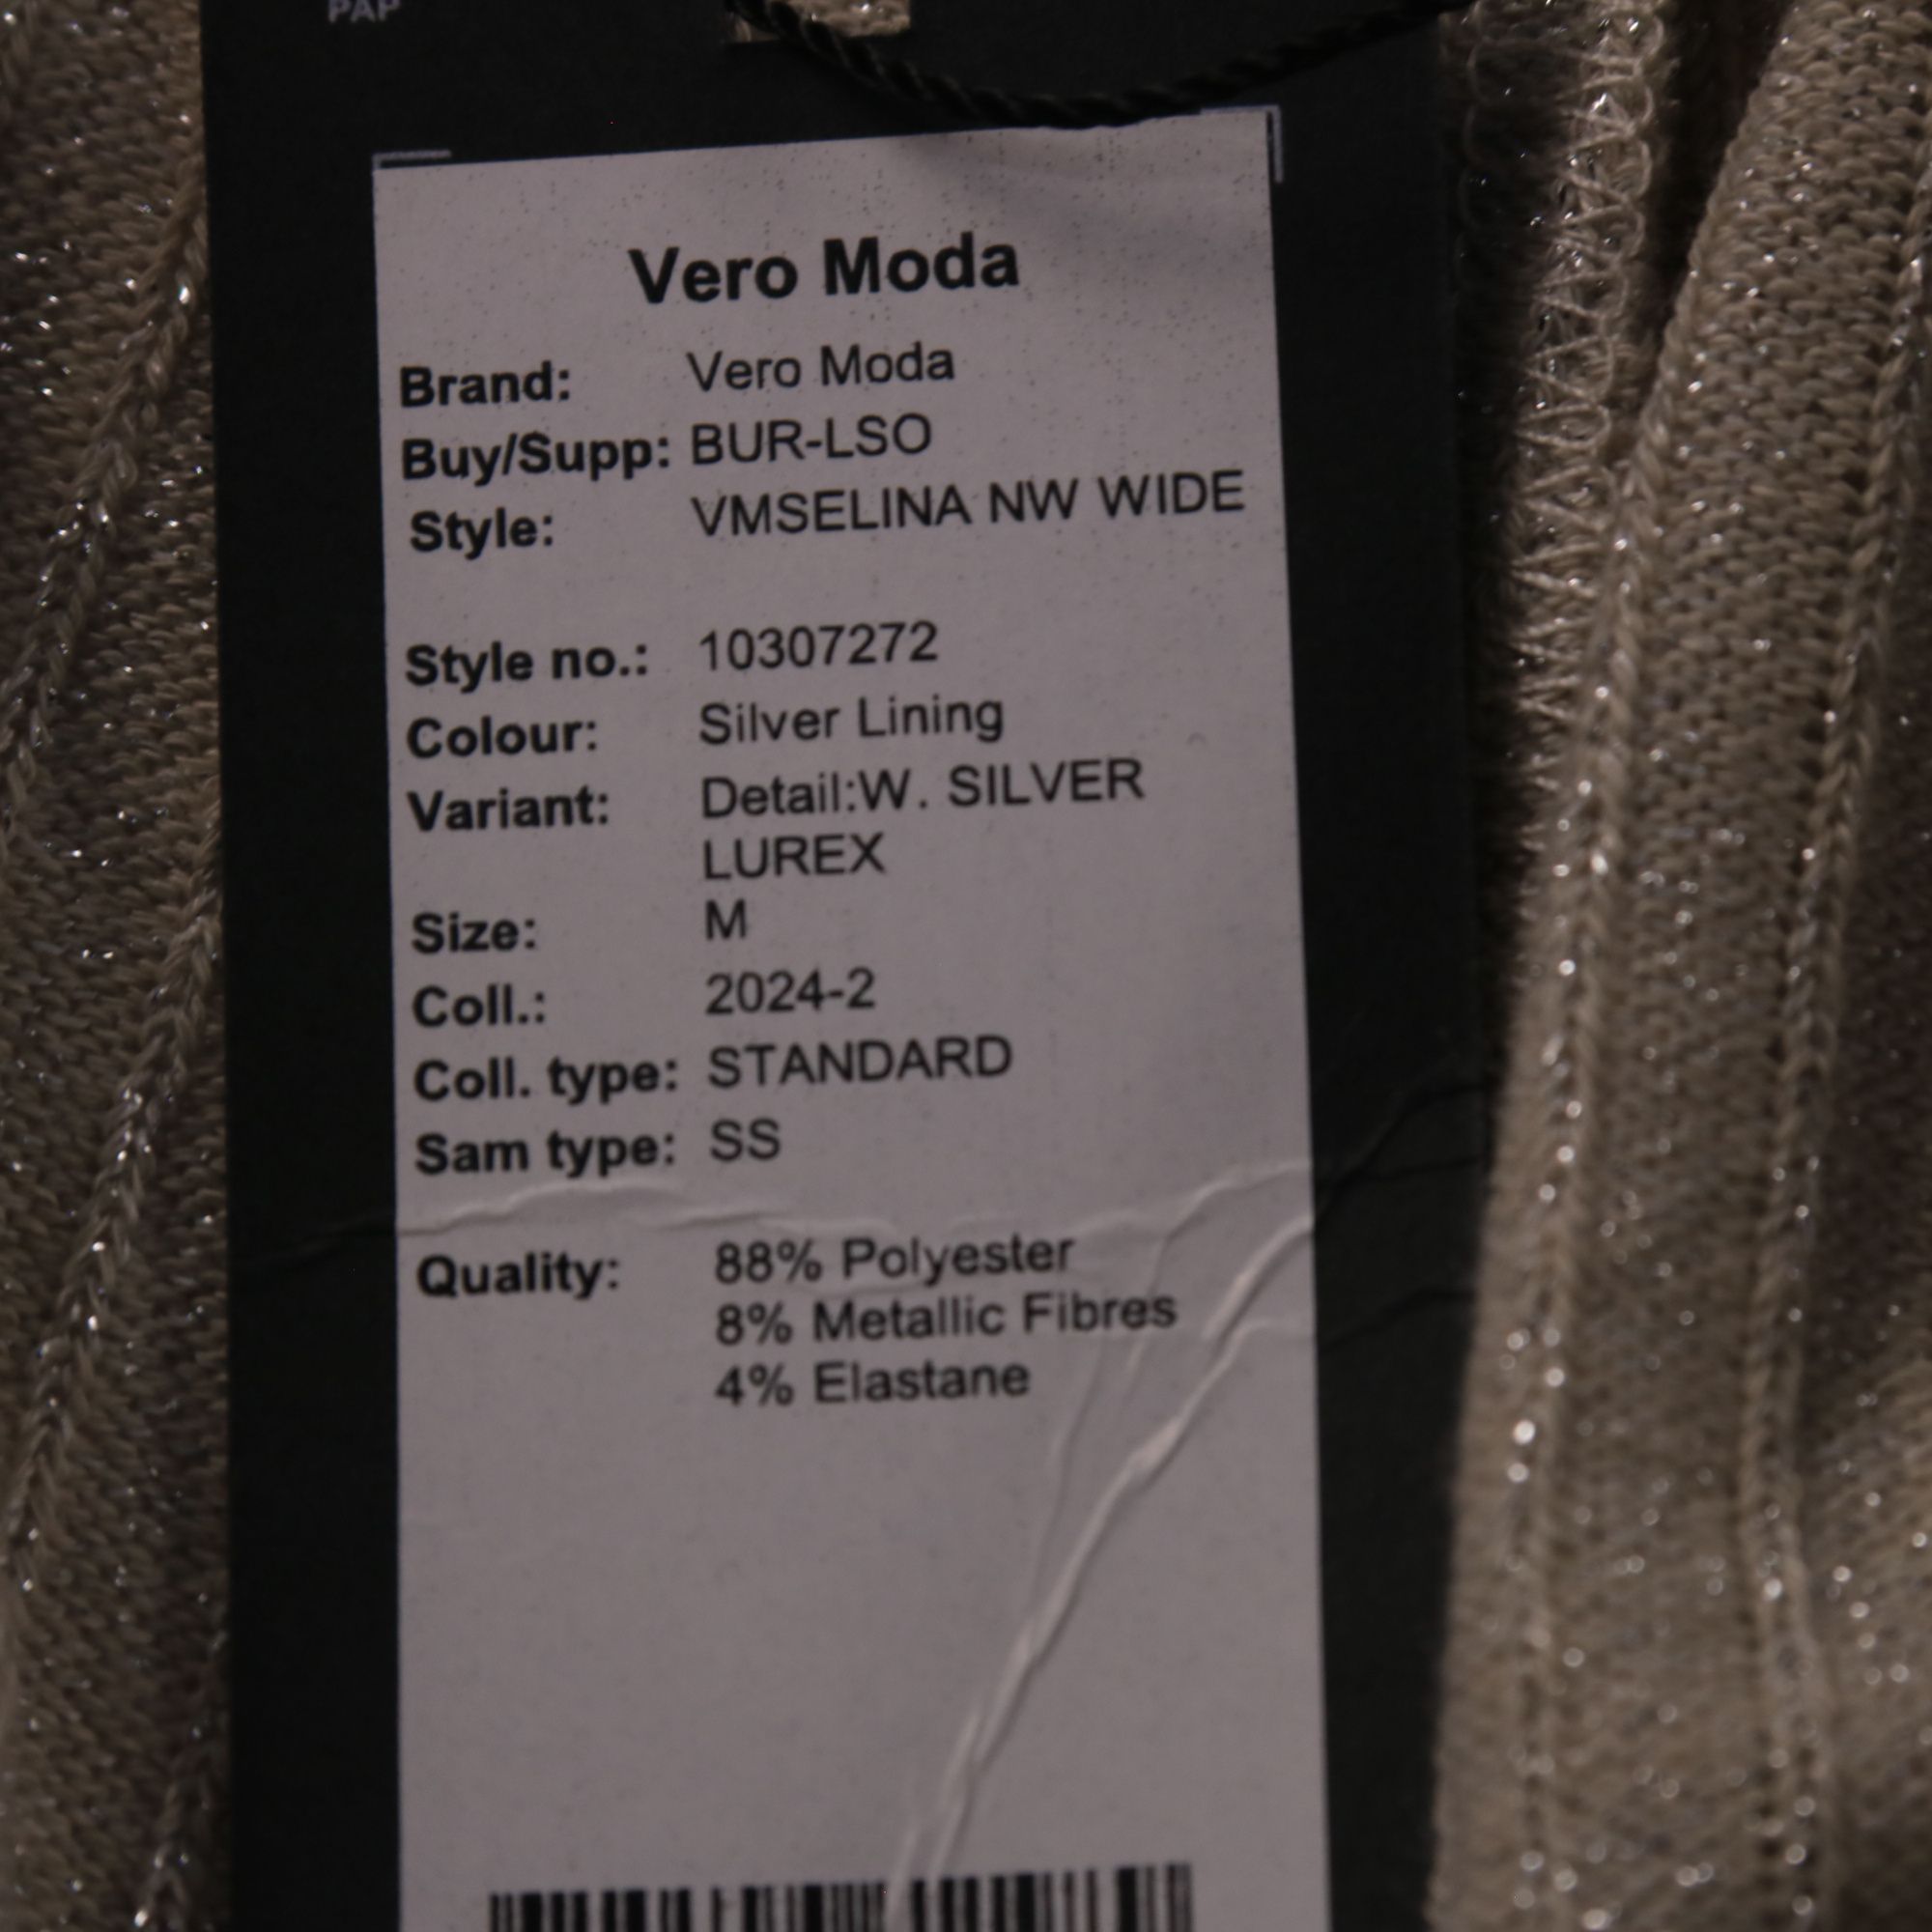 PAP
Vero Moda
Brand: Vero Moda
Buy/Supp: BUR-LSO
Style: VMSELINA NW WIDE
Style no.: 10307272
Colour: Silver Lining
Variant: Detail:W. SILVER
LUREX
Size: M
Coll.: 2024-2
Coll. type: STANDARD
Sam type: SS
Quality: 88% Polyester
8% Metallic Fibres
4% Elastane